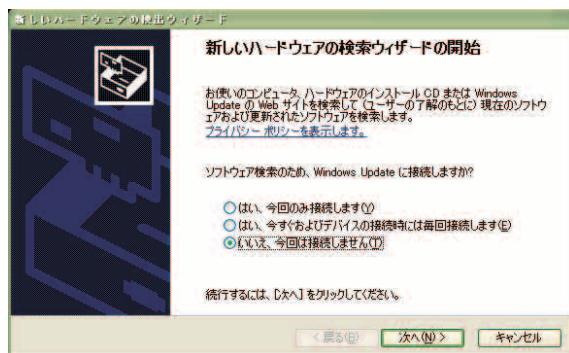 新しいハードウェアの検出ウィザード
新しいハードウェアの検索ウィザードの開始
お使いのコンピュータ、ハードウェアのインストール CD または Windows
Update の Web サイトを検索して (ユーザーの了解のもとに) 現在のソフトウ
ェアおよび更新されたソフトウェアを検索します。
プライバシー ポリシーを表示します。
ソフトウェア検索のため、Windows Update に接続しますか?
はい、今回のみ接続します(Y)
はい、今すぐおよびデバイスの接続時には毎回接続します(E)
いいえ、今回は接続しません(T)
続行するには、[次へ] をクリックしてください。
< 戻る(B) 次へ(N) > キャンセル